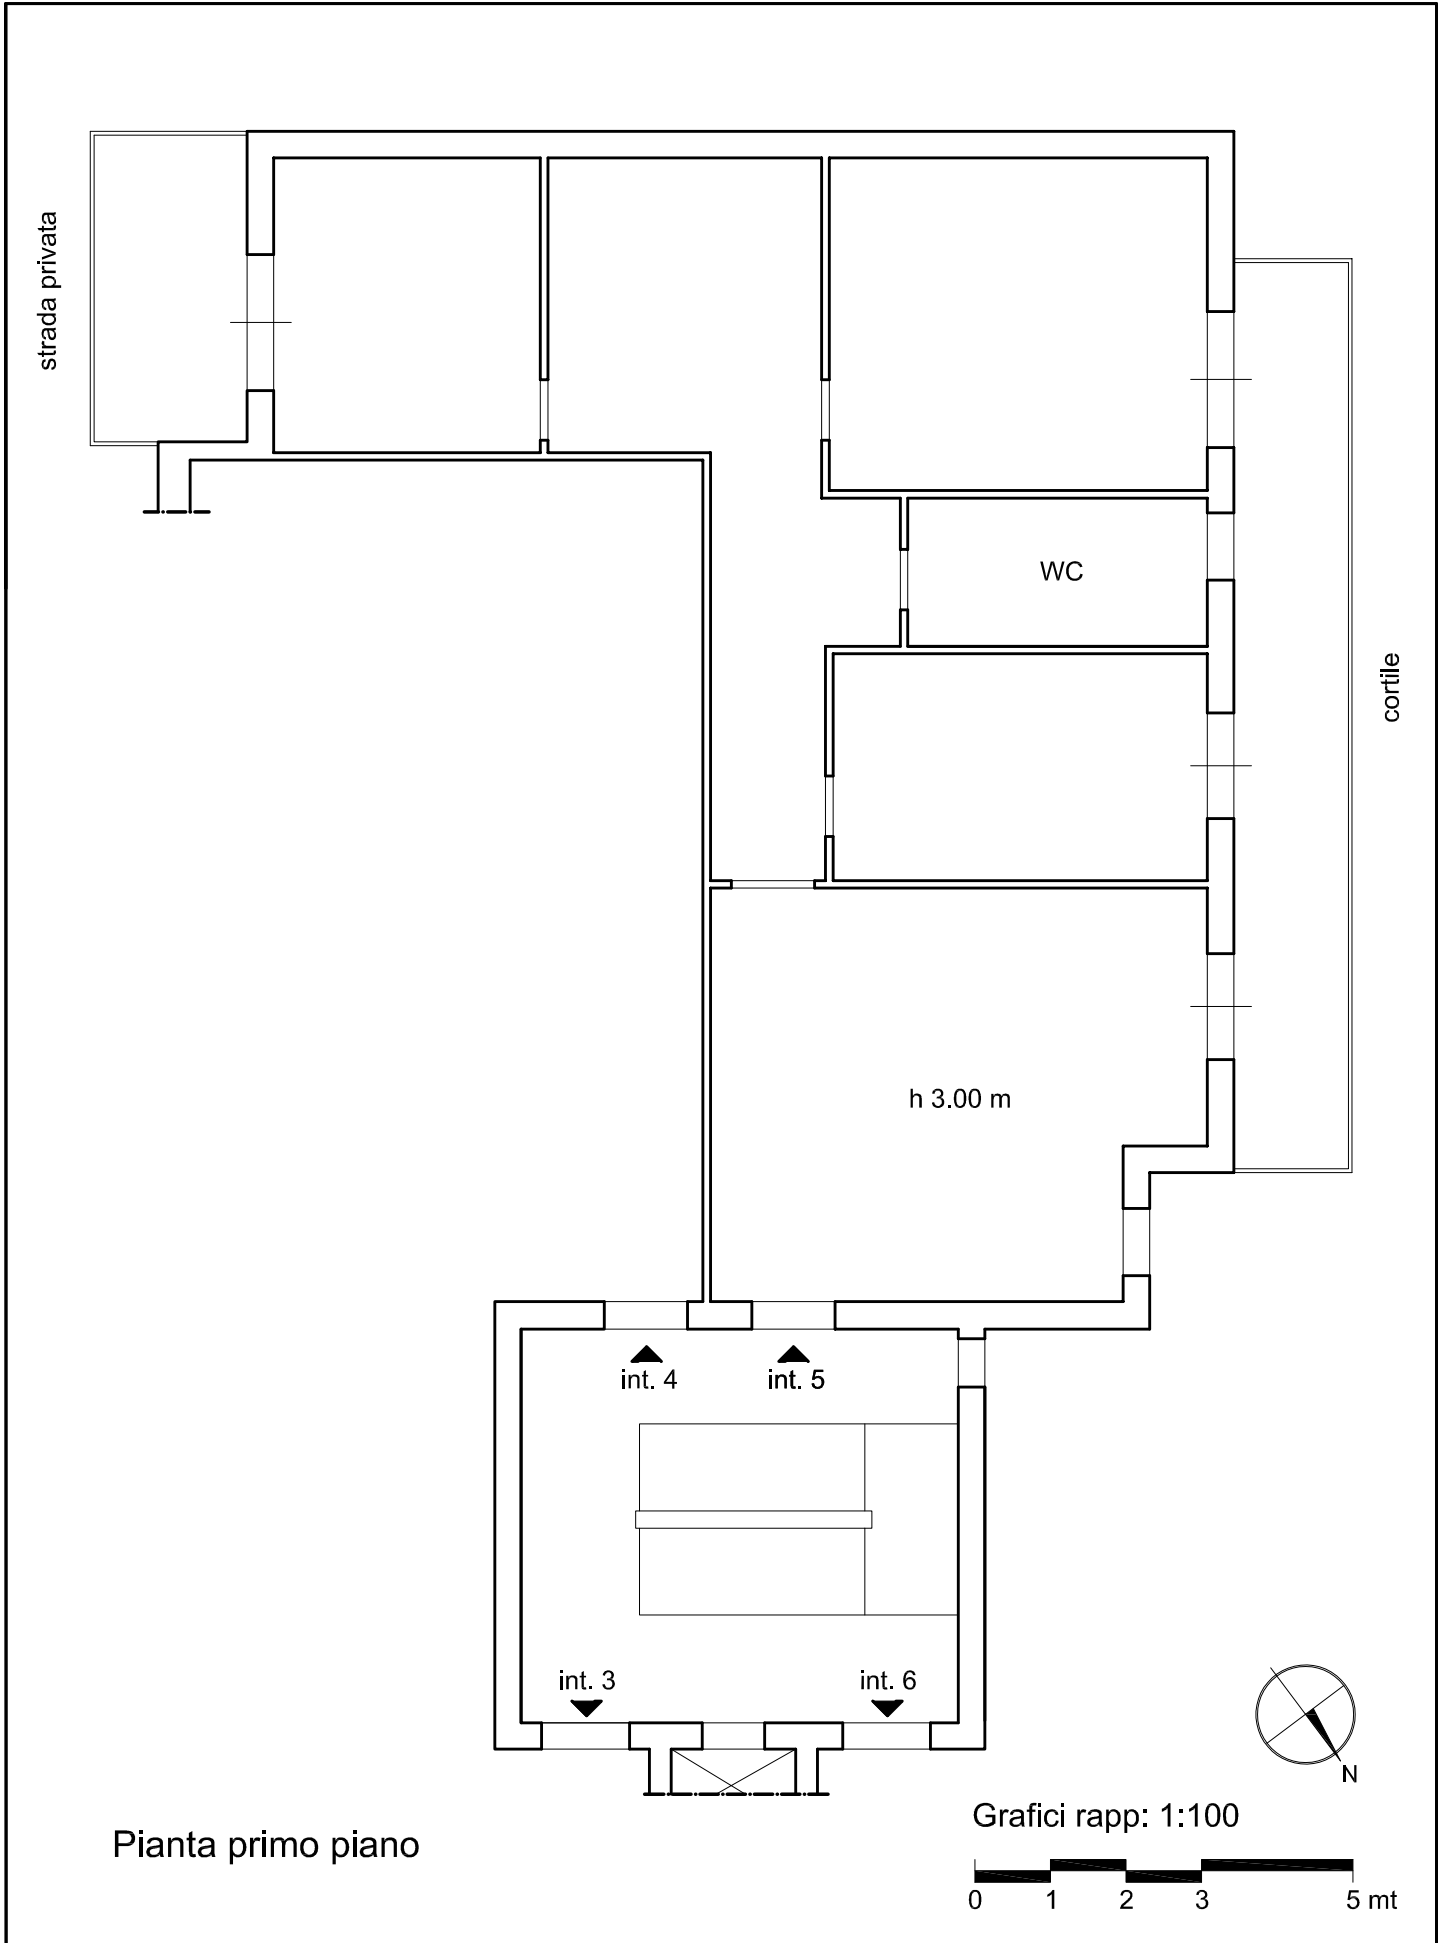 strada privata
WC
cortile
h 3.00 m
int. 4
int. 5
int. 3
int. 6
N
Grafici rapp: 1:100
Pianta primo piano
0 1 2 3 5 mt